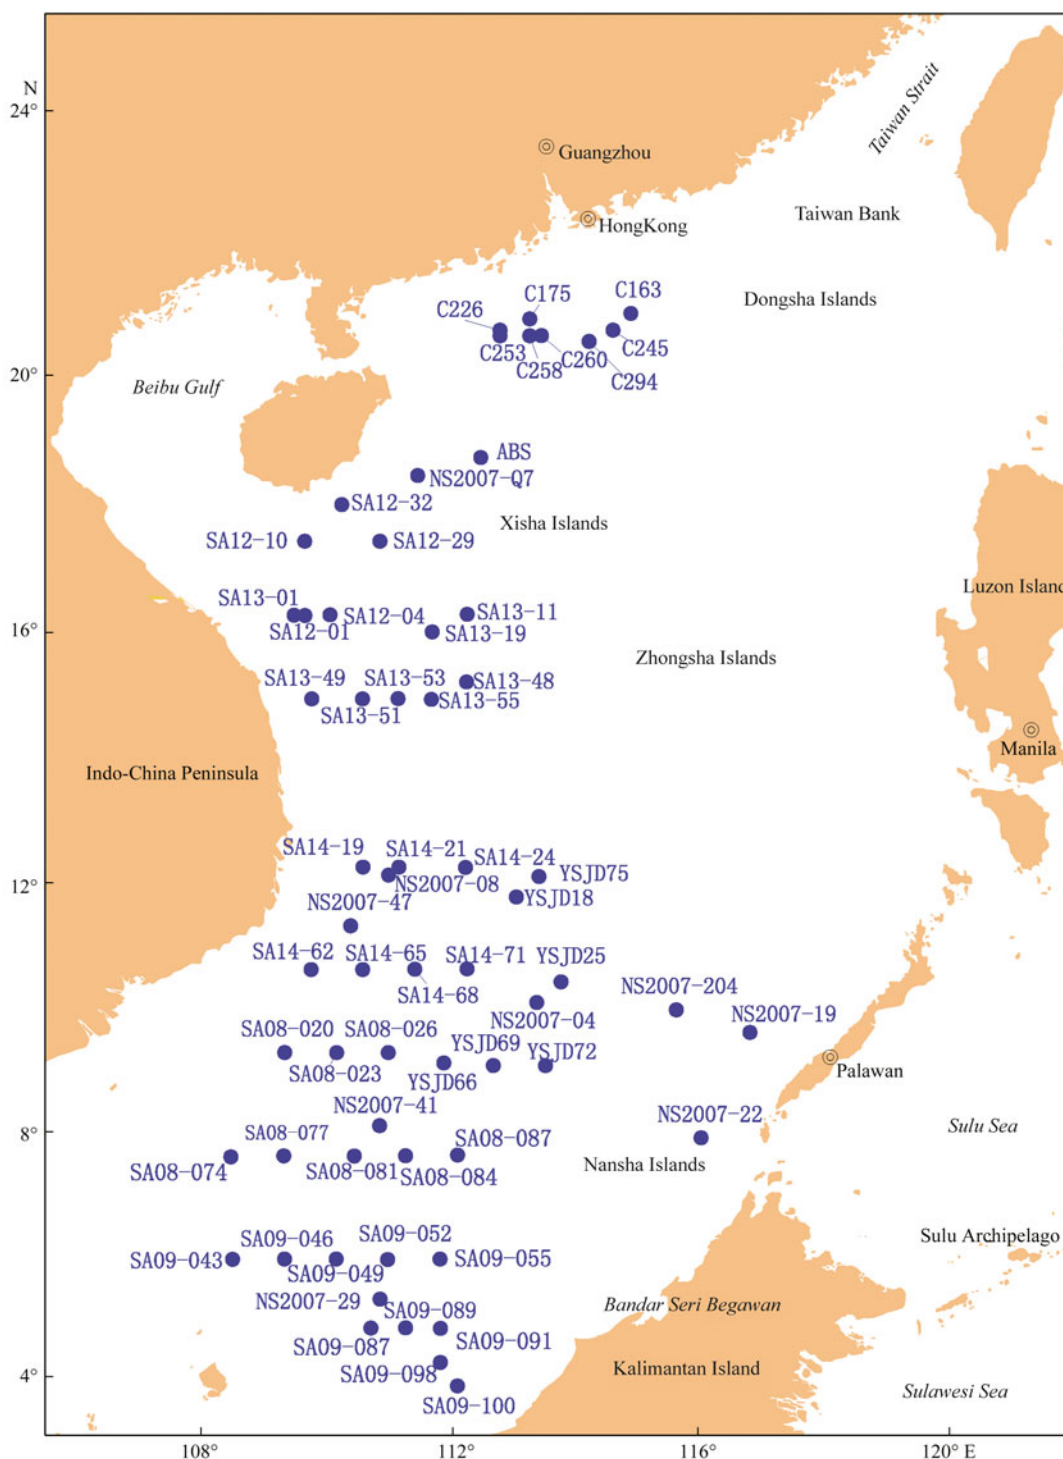 N
24°
Taiwan Strait
Guangzhou
Taiwan Bank
HongKong
C175
C163
Dongsha Islands
C226
C253
C260
C245
C258
C294
20°
Beibu Gulf
ABS
NS2007-Q7
SA12-32
Xisha Islands
SA12-10
SA12-29
Luzon Island
SA13-01
SA12-04
SA13-11
SA12-01
SA13-19
16°
Zhongsha Islands
SA13-49
SA13-53
SA13-48
SA13-55
SA13-51
Manila
Indo-China Peninsula
SA14-19
SA14-21
SA14-24
YSJD75
12°
NS2007-08
YSJD18
NS2007-47
SA14-62
SA14-65
SA14-71
YSJD25
SA14-68
NS2007-204
NS2007-04
NS2007-19
SA08-020
SA08-026
YSJD69
YSJD72
SA08-023
YSJD66
Palawan
NS2007-41
NS2007-22
8°
SA08-077
SA08-087
Sulu Sea
SA08-074
SA08-081
SA08-084
Nansha Islands
SA09-046
SA09-052
Sulu Archipelago
SA09-043
SA09-049
SA09-055
NS2007-29
SA09-089
Bandar Seri Begawan
SA09-087
SA09-091
SA09-098
Kalimantan Island
4°
SA09-100
Sulawesi Sea
108°
112°
116°
120° E